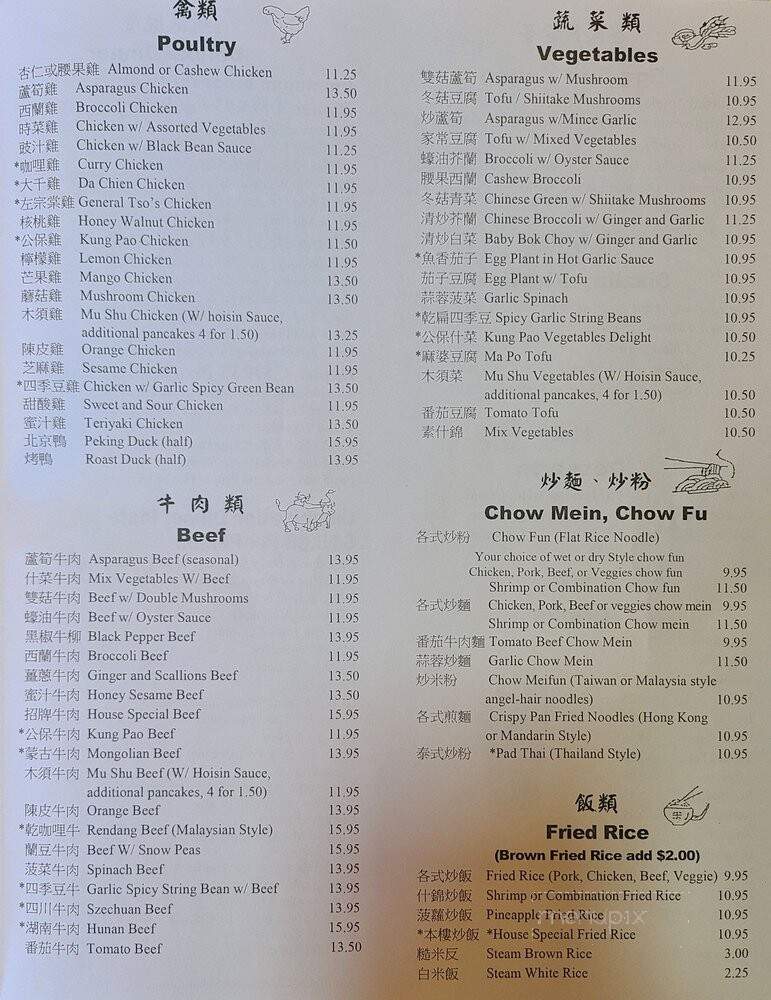 禽類
Poultry
杏仁或腰果雞 Almond or Cashew Chicken 11.25
蘆筍雞 Asparagus Chicken 13.50
西蘭雞 Broccoli Chicken 11.95
時菜雞 Chicken w/ Assorted Vegetables 11.95
豉汁雞 Chicken w/ Black Bean Sauce 11.25
*咖哩雞 Curry Chicken 11.95
*大千雞 Da Chien Chicken 11.95
*左宗棠雞 General Tso's Chicken 11.95
核桃雞 Honey Walnut Chicken 11.95
*公保雞 Kung Pao Chicken 11.50
檸檬雞 Lemon Chicken 11.95
芒果雞 Mango Chicken 13.50
蘑菇雞 Mushroom Chicken 13.50
木須雞 Mu Shu Chicken (W/ hoisin Sauce,
additional pancakes 4 for 1.50) 13.25
陳皮雞 Orange Chicken 11.95
芝麻雞 Sesame Chicken 11.95
*四季豆雞 Chicken w/ Garlic Spicy Green Bean 13.50
甜酸雞 Sweet and Sour Chicken 11.95
蜜汁雞 Teriyaki Chicken 13.50
北京鴨 Peking Duck (half) 15.95
烤鴨 Roast Duck (half) 13.95
牛肉類
Beef
蘆筍牛肉 Asparagus Beef (seasonal) 13.95
什菜牛肉 Mix Vegetables W/ Beef 11.95
雙菇牛肉 Beef w/ Double Mushrooms 11.95
蠔油牛肉 Beef w/ Oyster Sauce 11.95
黑椒牛柳 Black Pepper Beef 13.95
西蘭牛肉 Broccoli Beef 11.95
薑蔥牛肉 Ginger and Scallions Beef 13.50
蜜汁牛肉 Honey Sesame Beef 13.50
招牌牛肉 House Special Beef 15.95
*公保牛肉 Kung Pao Beef 11.95
*蒙古牛肉 Mongolian Beef 13.95
木須牛肉 Mu Shu Beef (W/ Hoisin Sauce,
additional pancakes, 4 for 1.50) 11.95
陳皮牛肉 Orange Beef 13.95
*乾咖哩牛 Rendang Beef (Malaysian Style) 15.95
蘭豆牛肉 Beef W/ Snow Peas 15.95
菠菜牛肉 Spinach Beef 13.95
*四季豆牛 Garlic Spicy String Bean w/ Beef 13.95
*四川牛肉 Szechuan Beef 13.95
*湖南牛肉 Hunan Beef 15.95
番茄牛肉 Tomato Beef 13.50
蔬菜類
Vegetables
雙菇蘆筍 Asparagus w/ Mushroom 11.95
冬菇豆腐 Tofu / Shiitake Mushrooms 10.95
炒蘆筍 Asparagus w/Mince Garlic 12.95
家常豆腐 Tofu w/ Mixed Vegetables 10.50
蠔油芥蘭 Broccoli w/ Oyster Sauce 11.25
腰果西蘭 Cashew Broccoli 10.95
冬菇青菜 Chinese Green w/ Shiitake Mushrooms 10.95
清炒芥蘭 Chinese Broccoli w/ Ginger and Garlic 11.25
清炒白菜 Baby Bok Choy w/ Ginger and Garlic 10.95
*魚香茄子 Egg Plant in Hot Garlic Sauce 10.95
茄子豆腐 Egg Plant w/ Tofu 10.95
蒜蓉菠菜 Garlic Spinach 10.95
*乾扁四季豆 Spicy Garlic String Beans 10.95
*公保什菜 Kung Pao Vegetables Delight 10.50
*麻婆豆腐 Ma Po Tofu 10.25
木須菜 Mu Shu Vegetables (W/ Hoisin Sauce,
additional pancakes, 4 for 1.50) 10.50
番茄豆腐 Tomato Tofu 10.50
素什錦 Mix Vegetables 10.50
炒麵、炒粉
Chow Mein, Chow Fu
各式炒粉 Chow Fun (Flat Rice Noodle)
Your choice of wet or dry Style chow fun
Chicken, Pork, Beef, or Veggies chow fun 9.95
Shrimp or Combination Chow fun 11.50
各式炒麵 Chicken, Pork, Beef or veggies chow mein 9.95
Shrimp or Combination Chow mein 11.50
番茄牛肉麵 Tomato Beef Chow Mein 9.95
蒜蓉炒麵 Garlic Chow Mein 11.50
炒米粉 Chow Meifun (Taiwan or Malaysia style
angel-hair noodles) 10.95
各式煎麵 Crispy Pan Fried Noodles (Hong Kong
or Mandarin Style) 10.95
泰式炒粉 *Pad Thai (Thailand Style) 10.95
飯類
Fried Rice
(Brown Fried Rice add $2.00)
各式炒飯 Fried Rice (Pork, Chicken, Beef, Veggie) 9.95
什錦炒飯 Shrimp or Combination Fried Rice 10.95
菠蘿炒飯 Pineapple Fried Rice 10.95
*本樓炒飯 *House Special Fried Rice 10.95
糙米反 Steam Brown Rice 3.00
白米飯 Steam White Rice 2.25